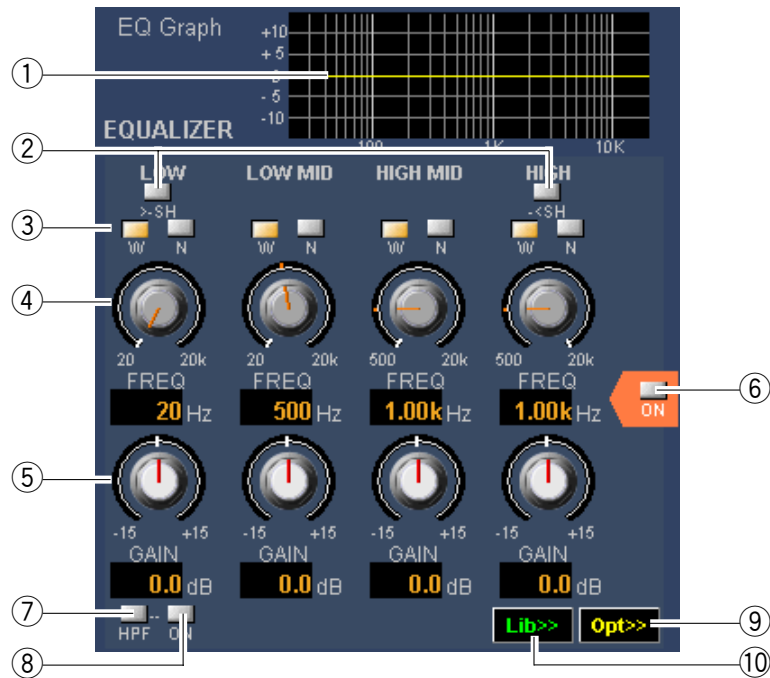 EQ Graph
+10
+ 5
0
- 5
-10
100 1K 10K
EQUALIZER
① 
②
LOW LOW MID HIGH MID HIGH
>-SH -<SH
③
W N W N W N W N
④
20 20k 20 20k 500 20k 500 20k
FREQ FREQ FREQ FREQ
20 Hz 500 Hz 1.00k Hz 1.00k Hz
⑥
ON
⑤
-15 +15 -15 +15 -15 +15 -15 +15
GAIN GAIN GAIN GAIN
0.0 dB 0.0 dB 0.0 dB 0.0 dB
⑦
HPF -- ON
⑧
Lib>> Opt>>
⑨
⑩